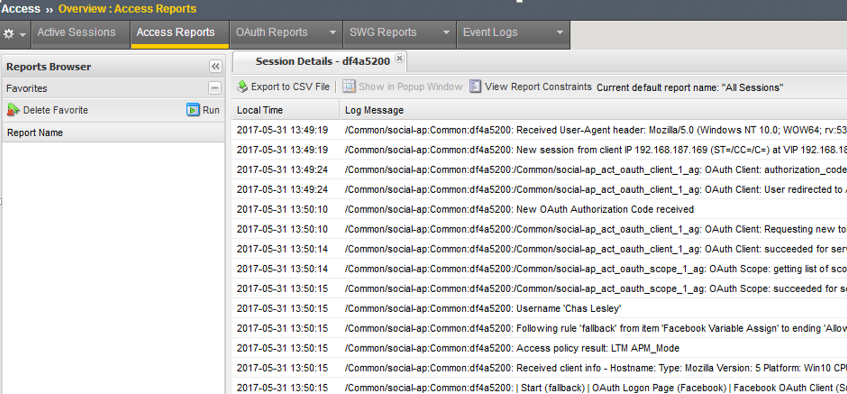 Access ›› Overview : Access Reports
Active Sessions Access Reports OAuth Reports SWG Reports Event Logs
Reports Browser
Favorites
Delete Favorite Run
Report Name
Session Details - df4a5200
Export to CSV File Show in Popup Window View Report Constraints Current default report name: "All Sessions"
Local Time Log Message
2017-05-31 13:49:19 /Common/social-ap:Common:df4a5200: Received User-Agent header: Mozilla/5.0 (Windows NT 10.0; WOW64; rv:53
2017-05-31 13:49:19 /Common/social-ap:Common:df4a5200: New session from client IP 192.168.187.169 (ST=/CC=/C=) at VIP 192.168.18
2017-05-31 13:49:24 /Common/social-ap:Common:df4a5200:/Common/social-ap_act_oauth_client_1_ag: OAuth Client: authorization_code
2017-05-31 13:49:24 /Common/social-ap:Common:df4a5200:/Common/social-ap_act_oauth_client_1_ag: OAuth Client: User redirected to
2017-05-31 13:50:10 /Common/social-ap:Common:df4a5200: New OAuth Authorization Code received
2017-05-31 13:50:10 /Common/social-ap:Common:df4a5200:/Common/social-ap_act_oauth_client_1_ag: OAuth Client: Requesting new to
2017-05-31 13:50:14 /Common/social-ap:Common:df4a5200:/Common/social-ap_act_oauth_client_1_ag: OAuth Client: succeeded for serv
2017-05-31 13:50:14 /Common/social-ap:Common:df4a5200:/Common/social-ap_act_oauth_scope_1_ag: OAuth Scope: getting list of sco
2017-05-31 13:50:15 /Common/social-ap:Common:df4a5200:/Common/social-ap_act_oauth_scope_1_ag: OAuth Scope: succeeded for se
2017-05-31 13:50:15 /Common/social-ap:Common:df4a5200: Username 'Chas Lesley'
2017-05-31 13:50:15 /Common/social-ap:Common:df4a5200: Following rule 'fallback' from item 'Facebook Variable Assign' to ending 'Allow
2017-05-31 13:50:15 /Common/social-ap:Common:df4a5200: Access policy result: LTM APM_Mode
2017-05-31 13:50:15 /Common/social-ap:Common:df4a5200: Received client info - Hostname: Type: Mozilla Version: 5 Platform: Win10 CPU
2017-05-31 13:50:15 /Common/social-ap:Common:df4a5200: | Start (fallback) | OAuth Logon Page (Facebook) | Facebook OAuth Client (Su